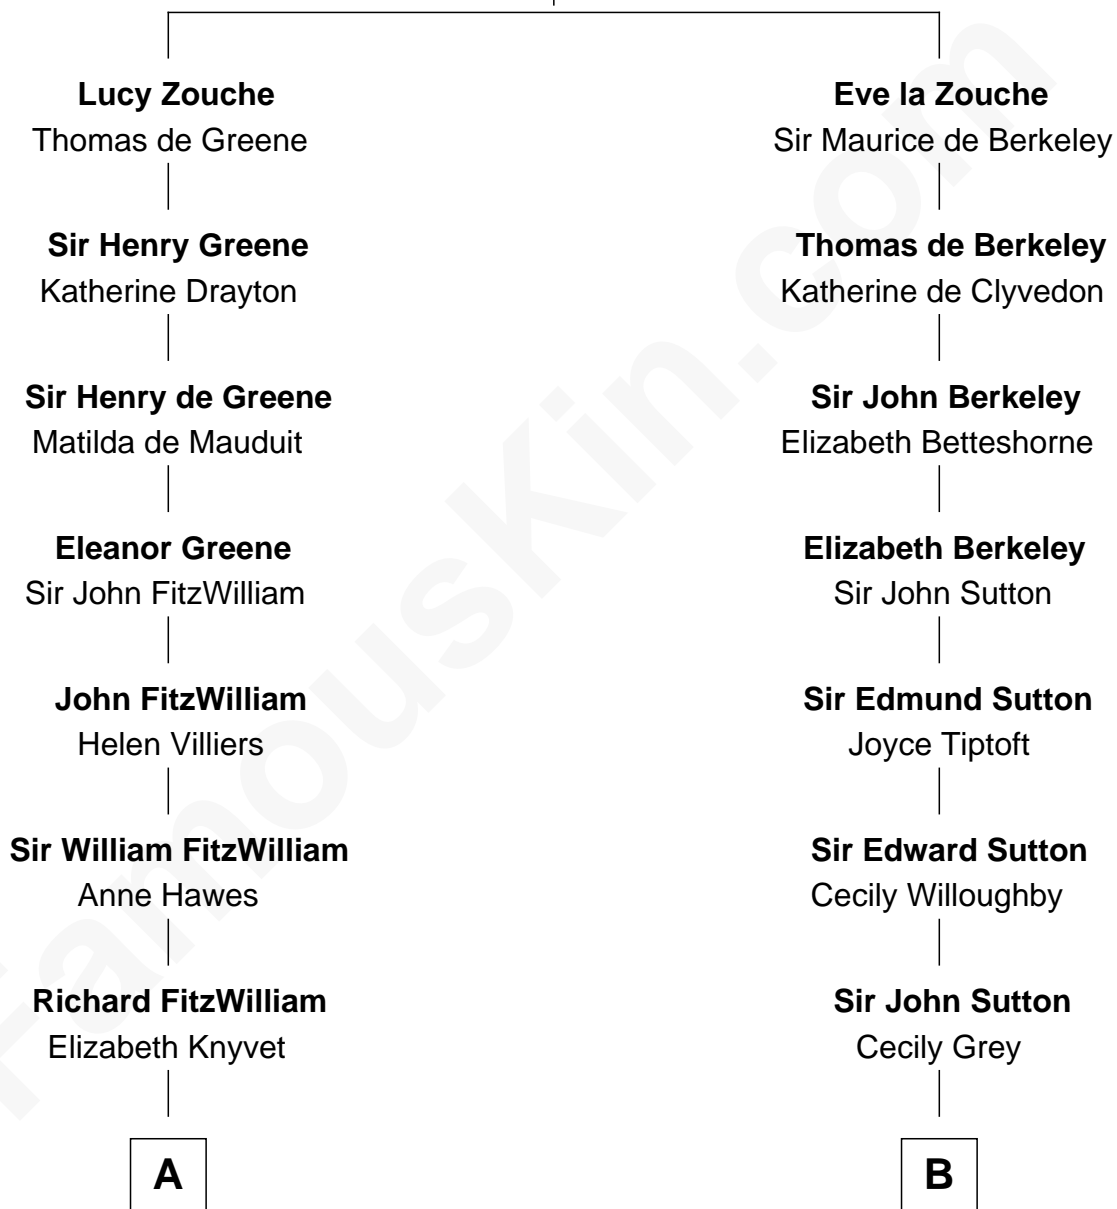 Lucy Zouche
Thomas de Greene
Sir Henry Greene
Katherine Drayton
Sir Henry de Greene
Matilda de Mauduit
Eleanor Greene
Sir John FitzWilliam
John FitzWilliam
Helen Villiers
Sir William FitzWilliam
Anne Hawes
Richard FitzWilliam
Elizabeth Knyvet
A
Eve la Zouche
Sir Maurice de Berkeley
Thomas de Berkeley
Katherine de Clyvedon
Sir John Berkeley
Elizabeth Betteshorne
Elizabeth Berkeley
Sir John Sutton
Sir Edmund Sutton
Joyce Tiptoft
Sir Edward Sutton
Cecily Willoughby
Sir John Sutton
Cecily Grey
B
FamousKin.com